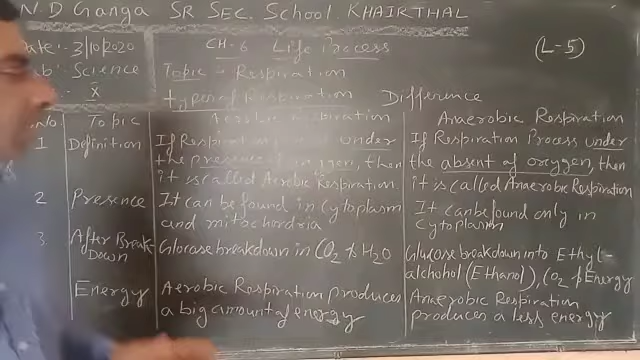 N.D Ganga SR SEC. School. KHAIRTHAL
Date:- 3/10/2020 CH-6 Life Process (L-5)
Sub: Science Topic - Respiration
X types of Respiration Difference
S.No Topic Aerobic Respiration Anaerobic Respiration
1 Definition If Respiration under
the presence of oxygen, then
it is called Aerobic Respiration.
If Respiration Process under
the absent of oxygen, then
it is called Anaerobic Respiration
2 Presence It can be found in Cytoplasm
and mitochondria
It can be found only in
Cytoplasm
3 After Break-
Down
Glocose breakdown in CO2 & H2O
Glucose breakdown into Ethyl-
alchohol (Ethanol), CO2 & Energy
Energy Aerobic Respiration produces
a big amount of energy
Anaerobic Respiration
produces a less energy